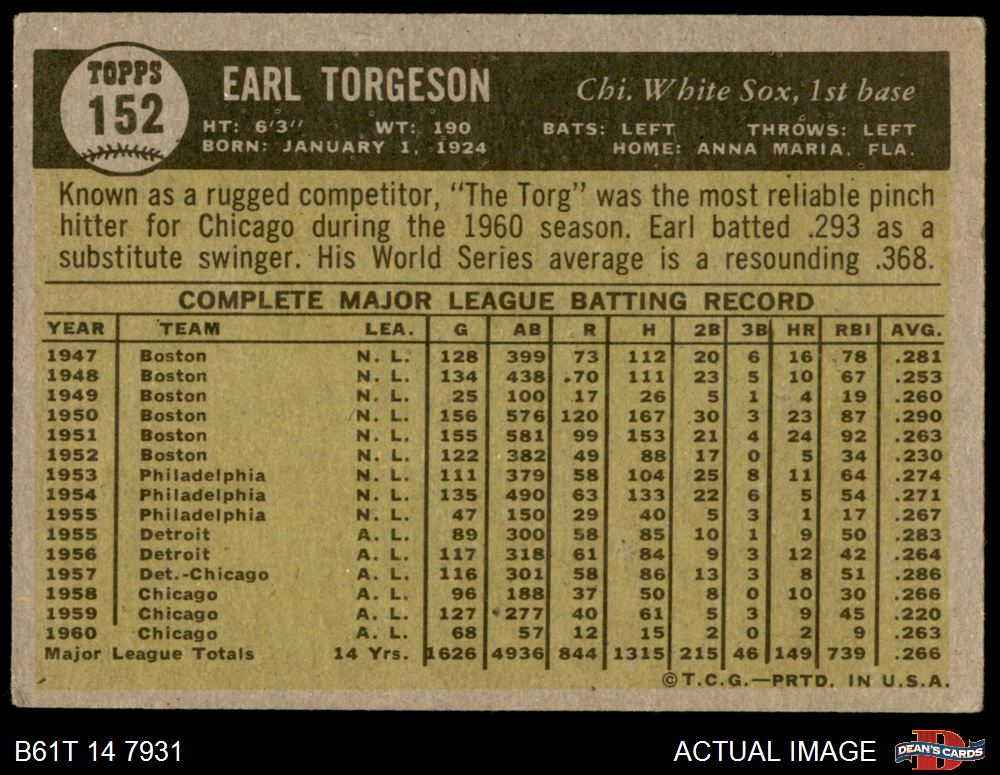 TOPPS
152
EARL TORGESON
Chi. White Sox, 1st base
HT: 6'3" WT: 190 BATS: LEFT THROWS: LEFT
BORN: JANUARY 1, 1924 HOME: ANNA MARIA, FLA.
Known as a rugged competitor, "The Torg" was the most reliable pinch
hitter for Chicago during the 1960 season. Earl batted .293 as a
substitute swinger. His World Series average is a resounding .368.
COMPLETE MAJOR LEAGUE BATTING RECORD
YEAR TEAM LEA. G AB R H 2B 3B HR RBI AVG.
1947 Boston N. L. 128 399 73 112 20 6 16 78 .281
1948 Boston N. L. 134 438 70 111 23 5 10 67 .253
1949 Boston N. L. 25 100 17 26 5 1 4 19 .260
1950 Boston N. L. 156 576 120 167 30 3 23 87 .290
1951 Boston N. L. 155 581 99 153 21 4 24 92 .263
1952 Boston N. L. 122 382 49 88 17 0 5 34 .230
1953 Philadelphia N. L. 111 379 58 104 25 8 11 64 .274
1954 Philadelphia N. L. 135 490 63 133 22 6 5 54 .271
1955 Philadelphia N. L. 47 150 29 40 5 3 1 17 .267
1955 Detroit A. L. 89 300 58 85 10 1 9 50 .283
1956 Detroit A. L. 117 318 61 84 9 3 12 42 .264
1957 Det.-Chicago A. L. 116 301 58 86 13 3 8 51 .286
1958 Chicago A. L. 96 188 37 50 8 0 10 30 .266
1959 Chicago A. L. 127 277 40 61 5 3 9 45 .220
1960 Chicago A. L. 68 57 12 15 2 0 2 9 .263
Major League Totals 14 Yrs. 1626 4936 844 1315 215 46 149 739 .266
©T.C.G.—PRTD. IN U.S.A.
B61T 14 7931
ACTUAL IMAGE
DEAN'S CARDS